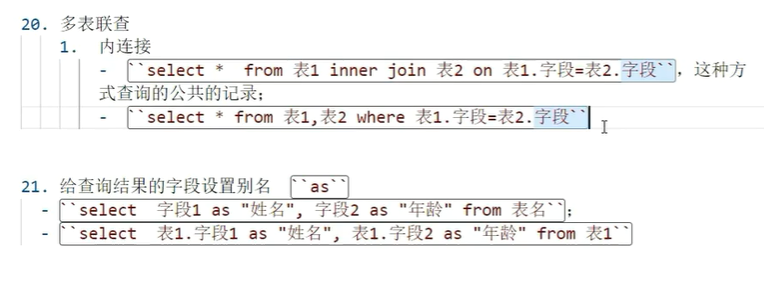 20. 多表联查
1. 内连接
- ``select *  from 表1 inner join 表2 on 表1.字段=表2.字段``, 这种方
式查询的公共的记录;
- ``select * from 表1,表2 where 表1.字段=表2.字段``
21. 给查询结果的字段设置别名 ``as``
- ``select  字段1 as "姓名", 字段2 as "年龄" from 表名``;
- ``select  表1.字段1 as "姓名", 表1.字段2 as "年龄" from 表1``